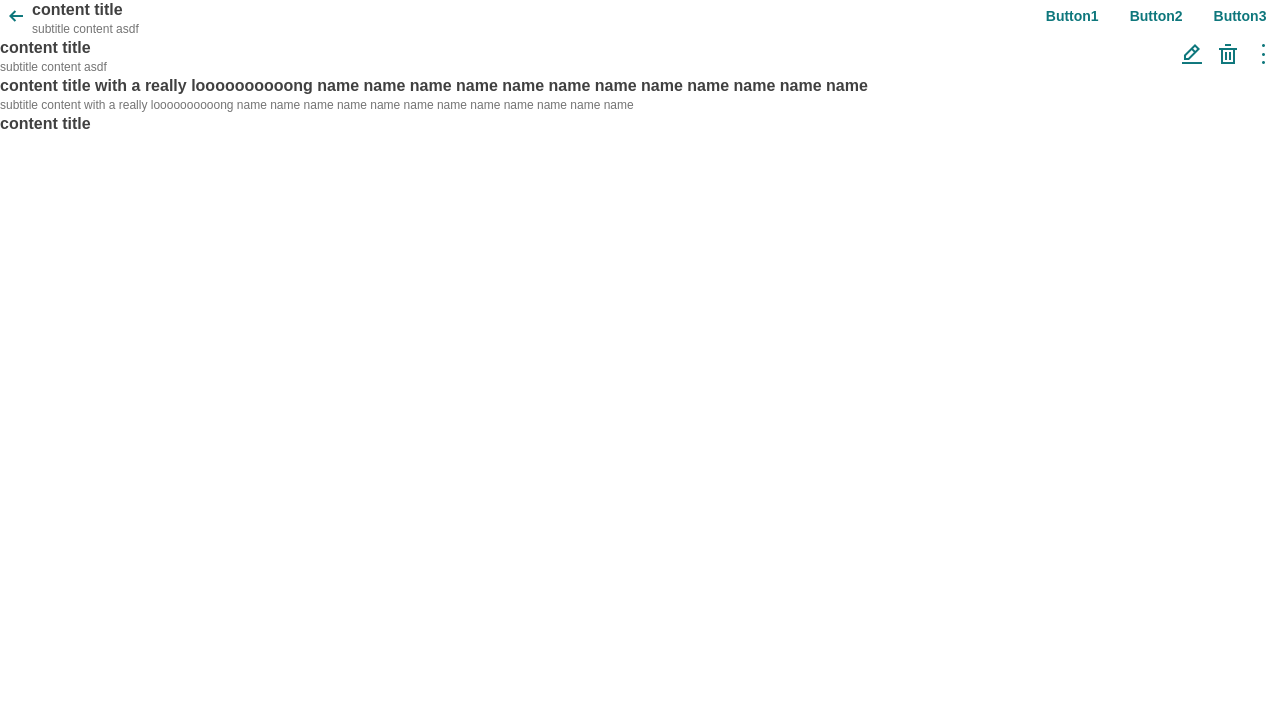 content title
Button1 Button2 Button3
subtitle content asdf
content title
subtitle content asdf
content title with a really loooooooooong name name name name name name name name name name name name
subtitle content with a really loooooooooong name name name name name name name name name name name name
content title